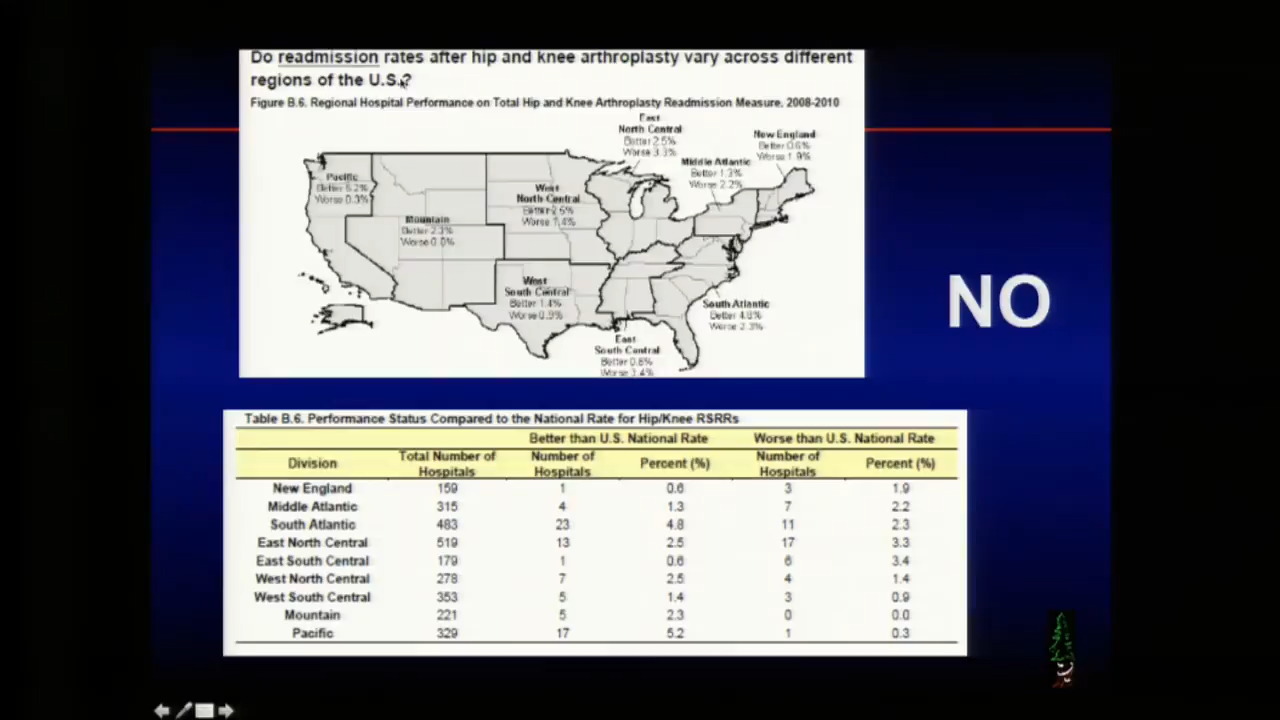 Do readmission rates after hip and knee arthroplasty vary across different
regions of the U.S.?
Figure B.6. Regional Hospital Performance on Total Hip and Knee Arthroplasty Readmission Measure, 2008-2010
East
North Central
Better 2.5%
Worse 3.3%
New England
Better 0.6%
Worse 1.9%
Middle Atlantic
Better 1.3%
Worse 2.2%
Pacific
Better 5.2%
Worse 0.3%
West
North Central
Better 2.5%
Worse 1.4%
Mountain
Better 2.3%
Worse 0.0%
West
South Central
Better 1.4%
Worse 0.9%
South Atlantic
Better 4.8%
Worse 2.3%
East
South Central
Better 0.6%
Worse 3.4%
NO
Table B.6. Performance Status Compared to the National Rate for Hip/Knee RSRRs
Better than U.S. National Rate Worse than U.S. National Rate
Division Total Number of Hospitals Number of Hospitals Percent (%) Number of Hospitals Percent (%)
New England 159 1 0.6 3 1.9
Middle Atlantic 315 4 1.3 7 2.2
South Atlantic 483 23 4.8 11 2.3
East North Central 519 13 2.5 17 3.3
East South Central 179 1 0.6 6 3.4
West North Central 278 7 2.5 4 1.4
West South Central 353 5 1.4 3 0.9
Mountain 221 5 2.3 0 0.0
Pacific 329 17 5.2 1 0.3